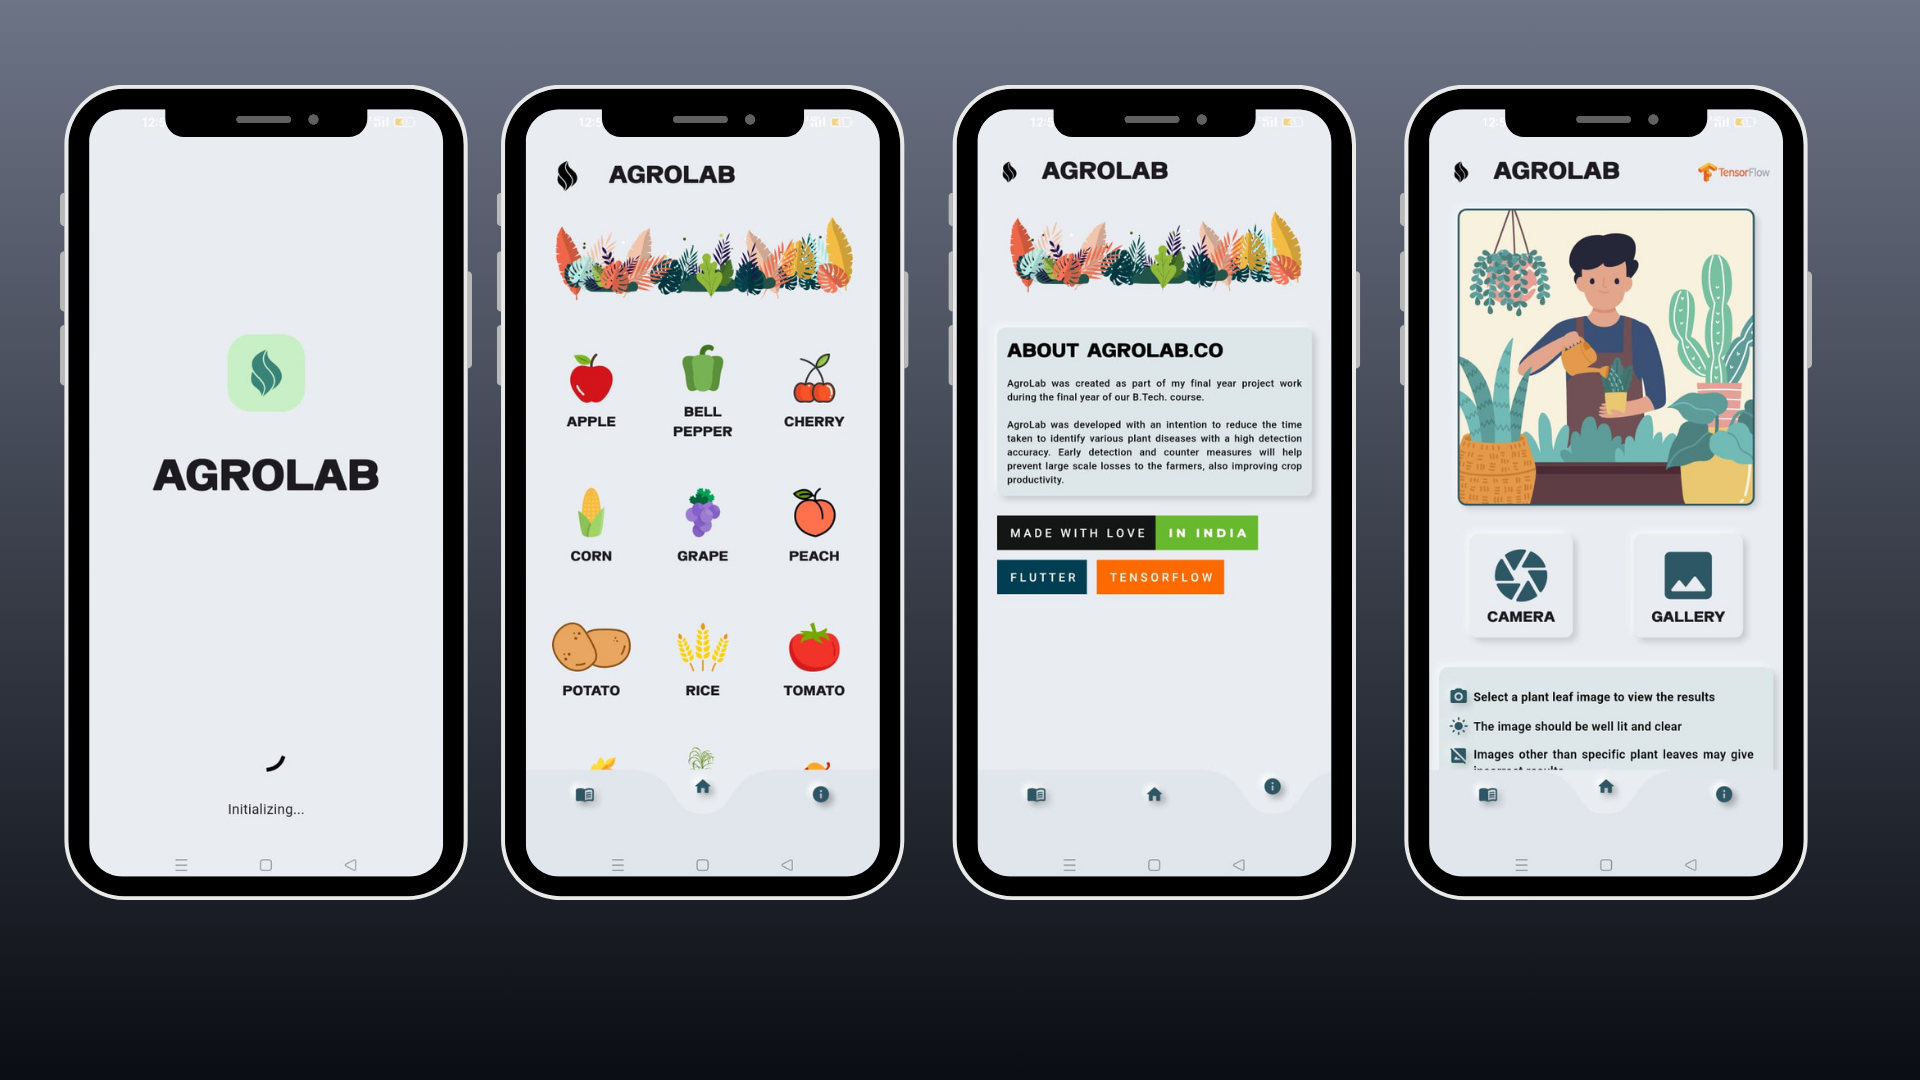 AGROLAB
Initializing...
AGROLAB
APPLE
BELL
PEPPER
CHERRY
CORN
GRAPE
PEACH
POTATO
RICE
TOMATO
AGROLAB
ABOUT AGROLAB.CO
AgroLab was created as part of my final year project work
during the final year of our B.Tech. course.
AgroLab was developed with an intention to reduce the time
taken to identify various plant diseases with a high detection
accuracy. Early detection and counter measures will help
prevent large scale losses to the farmers, also improving crop
productivity.
MADE WITH LOVE IN INDIA
FLUTTER TENSORFLOW
AGROLAB
TensorFlow
CAMERA
GALLERY
Select a plant leaf image to view the results
The image should be well lit and clear
Images other than specific plant leaves may give